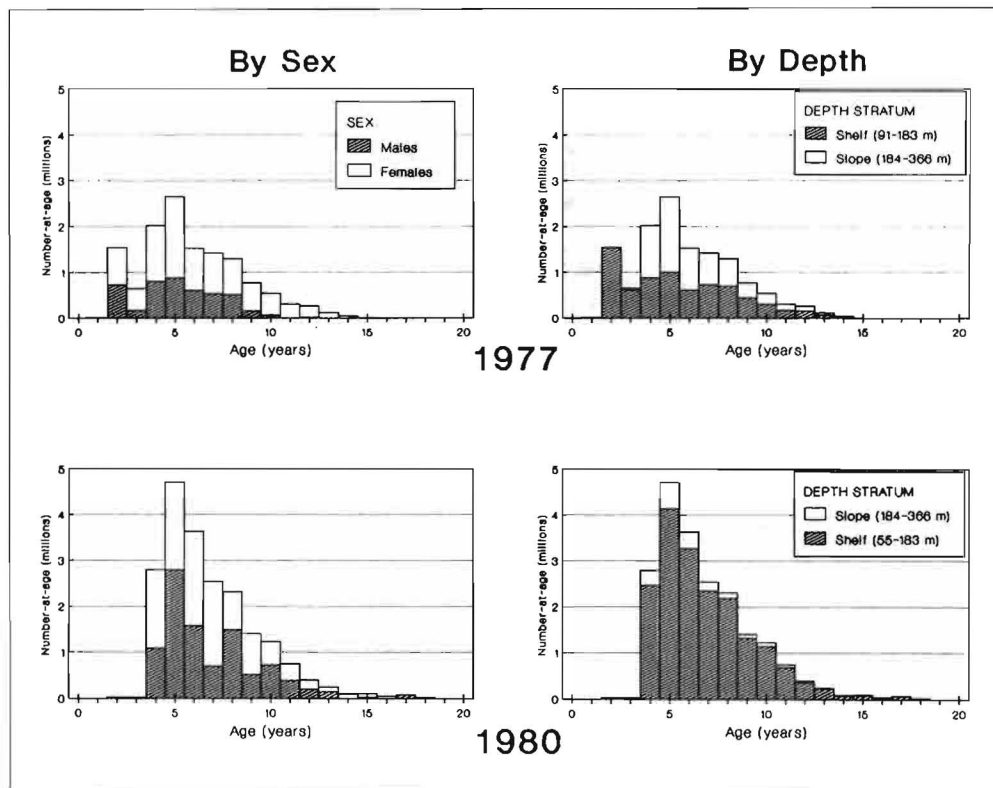 By Sex
By Depth
Number-at-age (millions)
5
4
3
2
1
0
SEX
Males
Females
0 5 10 15 20
Age (years)
Number-at-age (millions)
5
4
3
2
1
0
DEPTH STRATUM
Shelf (91-183 m)
Slope (184-366 m)
0 5 10 15 20
Age (years)
1977
Number-at-age (millions)
5
4
3
2
1
0
0 5 10 15 20
Age (years)
Number-at-age (millions)
5
4
3
2
1
0
DEPTH STRATUM
Slope (184-366 m)
Shelf (55-183 m)
0 5 10 15 20
Age (years)
1980